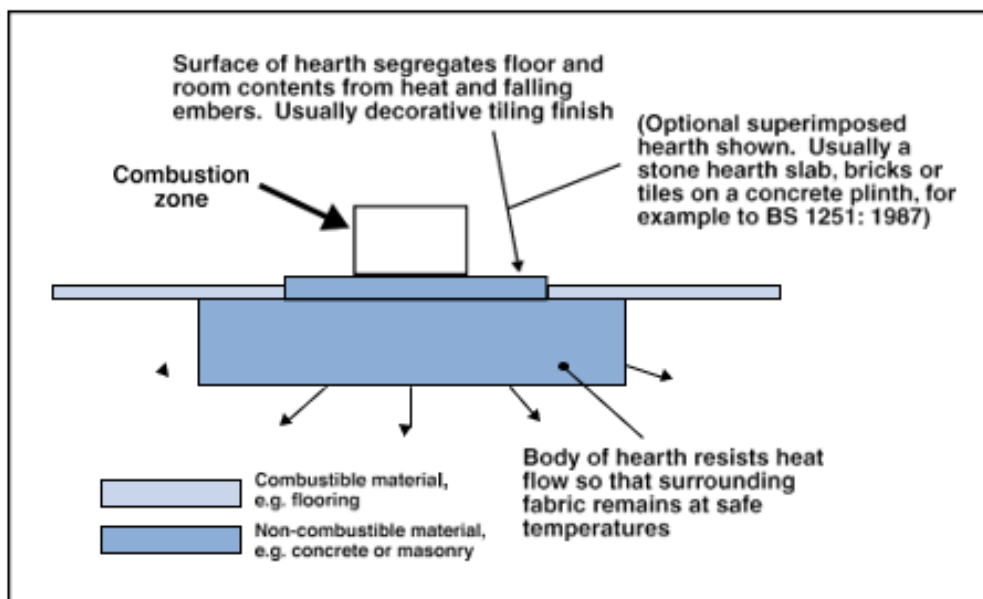 Surface of hearth segregates floor and
room contents from heat and falling
embers. Usually decorative tiling finish
(Optional superimposed
hearth shown. Usually a
stone hearth slab, bricks or
tiles on a concrete plinth, for
example to BS 1251: 1987)
Combustion
zone
Body of hearth resists heat
flow so that surrounding
fabric remains at safe
temperatures
Combustible material,
e.g. flooring
Non-combustible material,
e.g. concrete or masonry